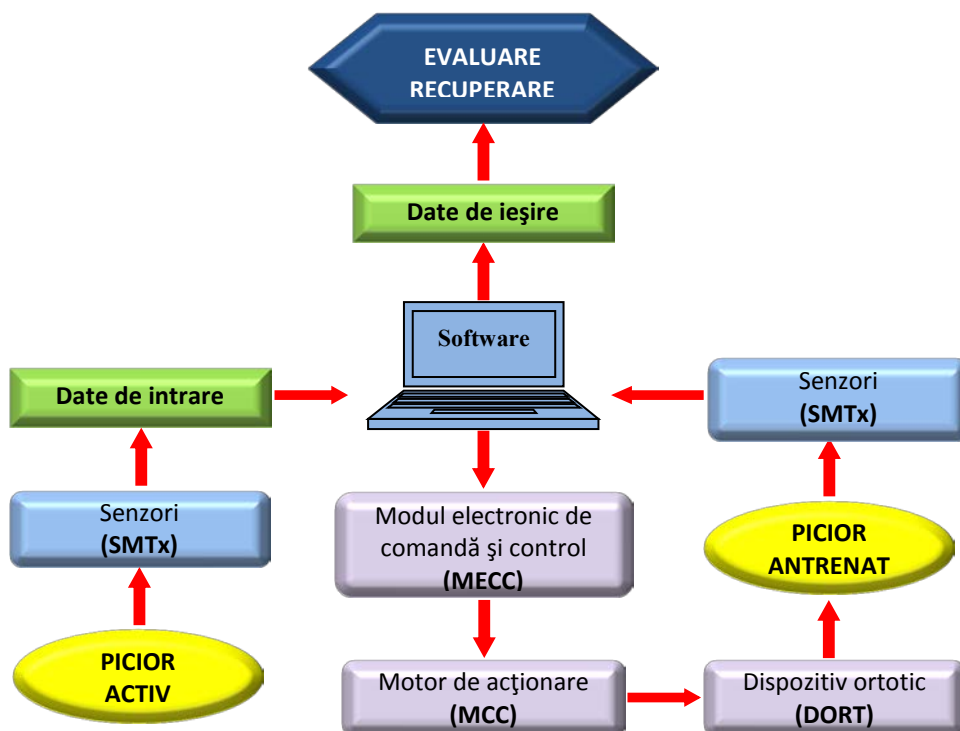 EVALUARE
RECUPERARE
Date de ieşire
Software
Date de intrare
Senzori
(SMTx)
Senzori
(SMTx)
Modul electronic de
comandă şi control
(MECC)
PICIOR
ANTRENAT
PICIOR
ACTIV
Motor de acţionare
(MCC)
Dispozitiv ortotic
(DORT)